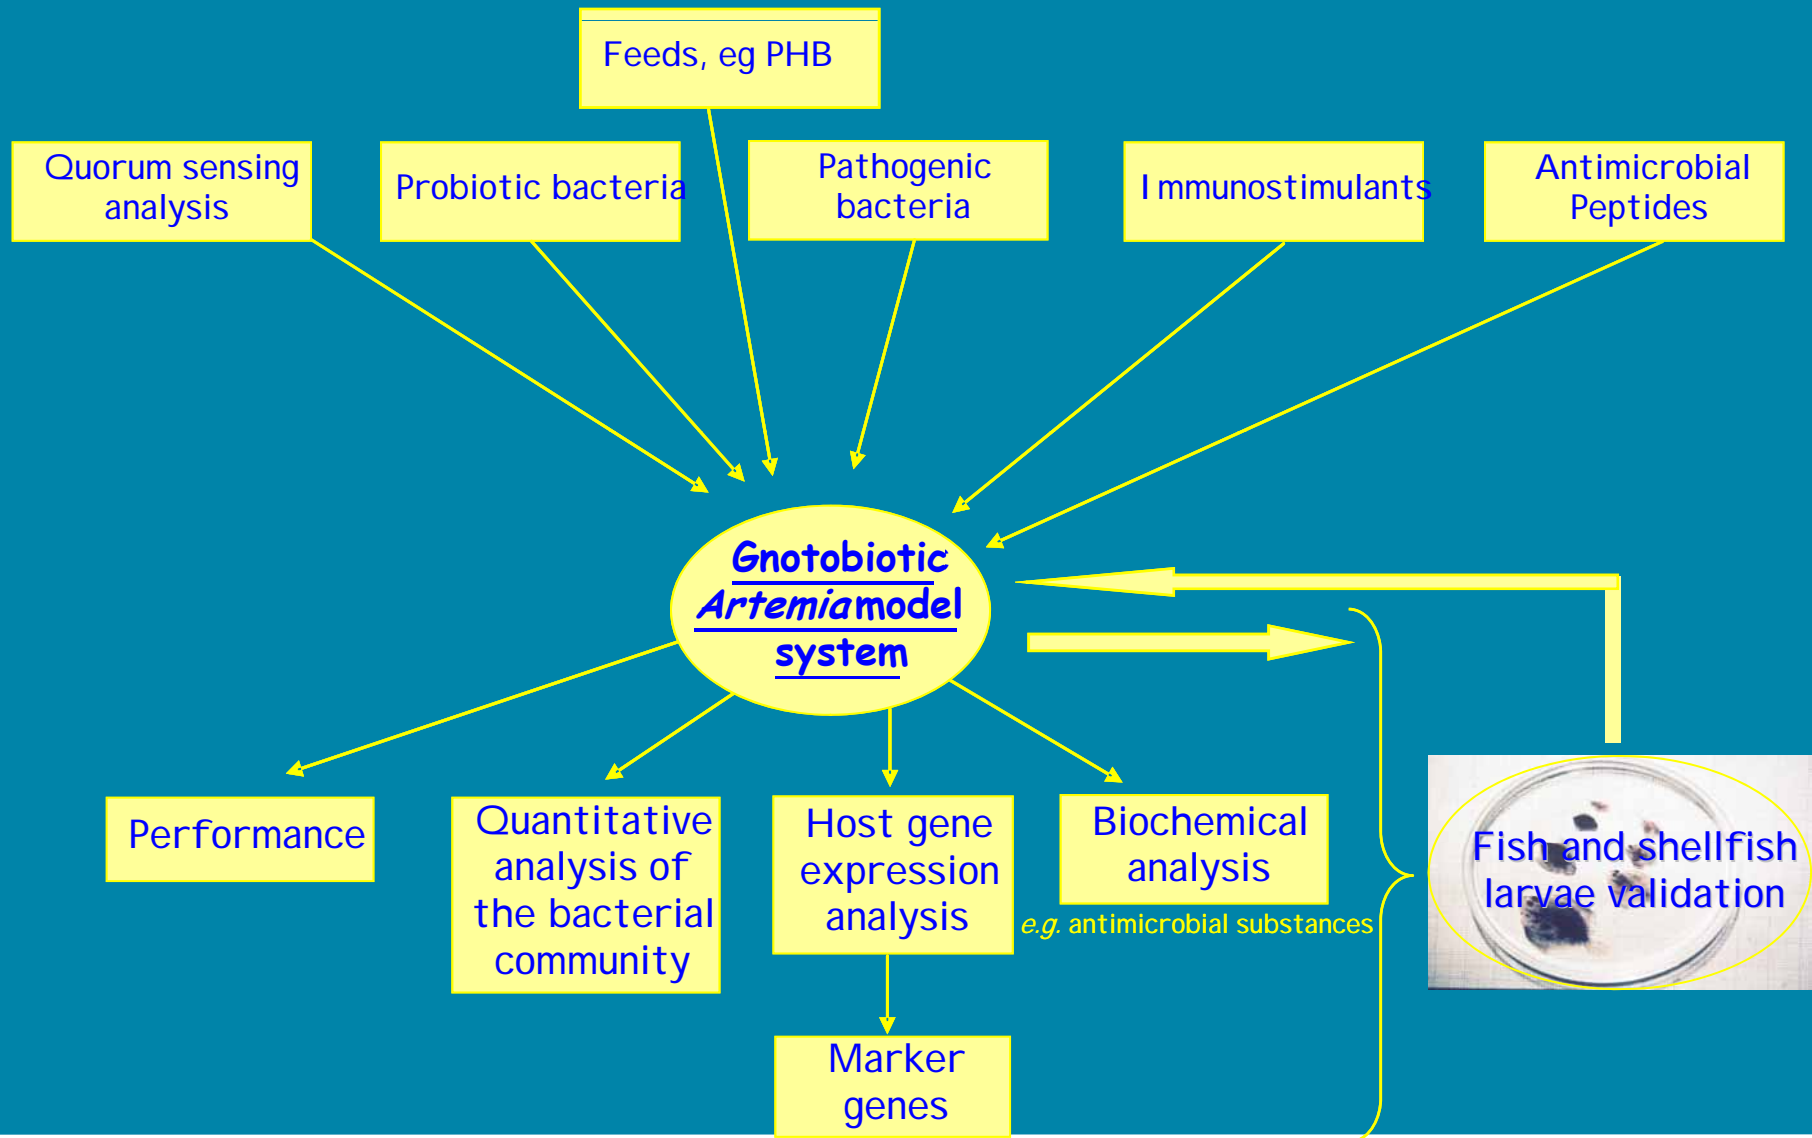 Feeds, eg PHB
Quorum sensing
analysis
Probiotic bacteria
Pathogenic
bacteria
Immunostimulants
Antimicrobial
Peptides
Gnotobiotic
Artemia model
system
Performance
Quantitative
analysis of
the bacterial
community
Host gene
expression
analysis
Biochemical
analysis
e.g. antimicrobial substances
Fish and shellfish
larvae validation
Marker
genes